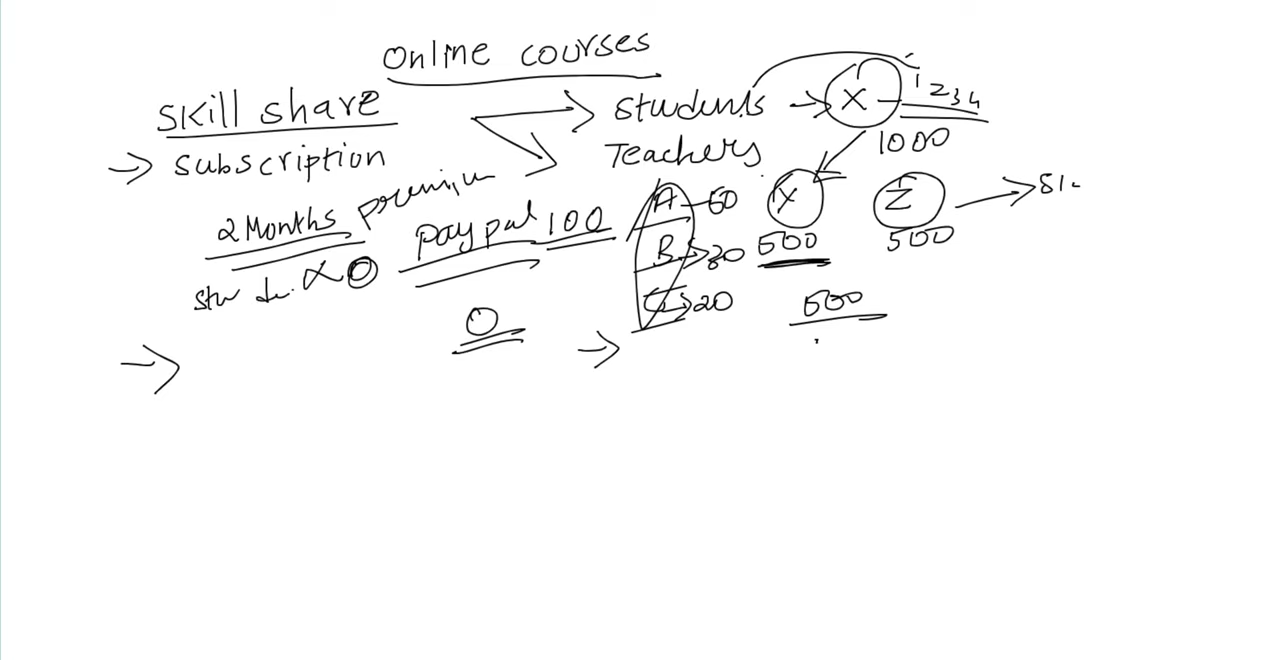 Online courses
skill share
students X 1 2 3 4
1000
subscription
Teachers
2 Months premium
paypal 100
A 50 X Z
B 30 500 500
0
20 500
0